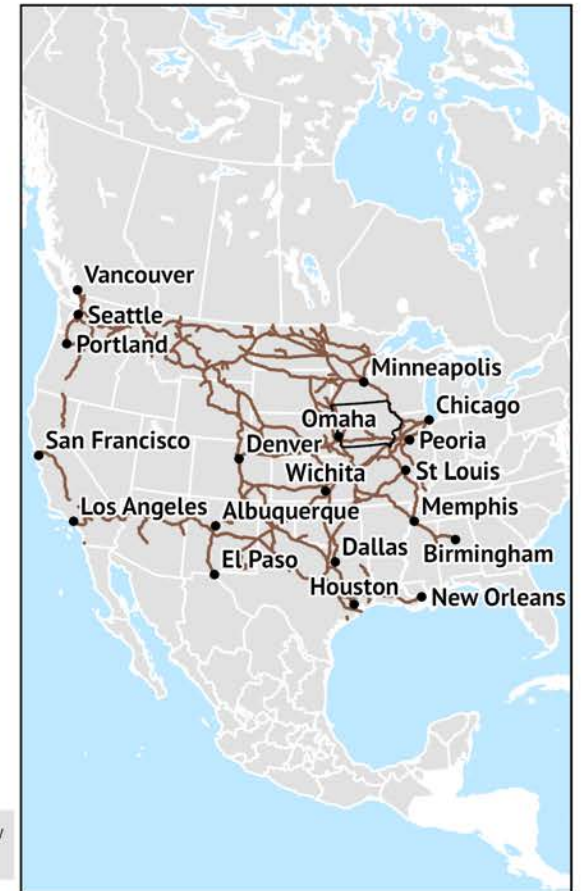 Vancouver
Seattle
Portland
Minneapolis
Chicago
Omaha
Peoria
San Francisco
Denver
St Louis
Wichita
Los Angeles
Albuquerque
Memphis
Birmingham
El Paso
Dallas
Houston
New Orleans